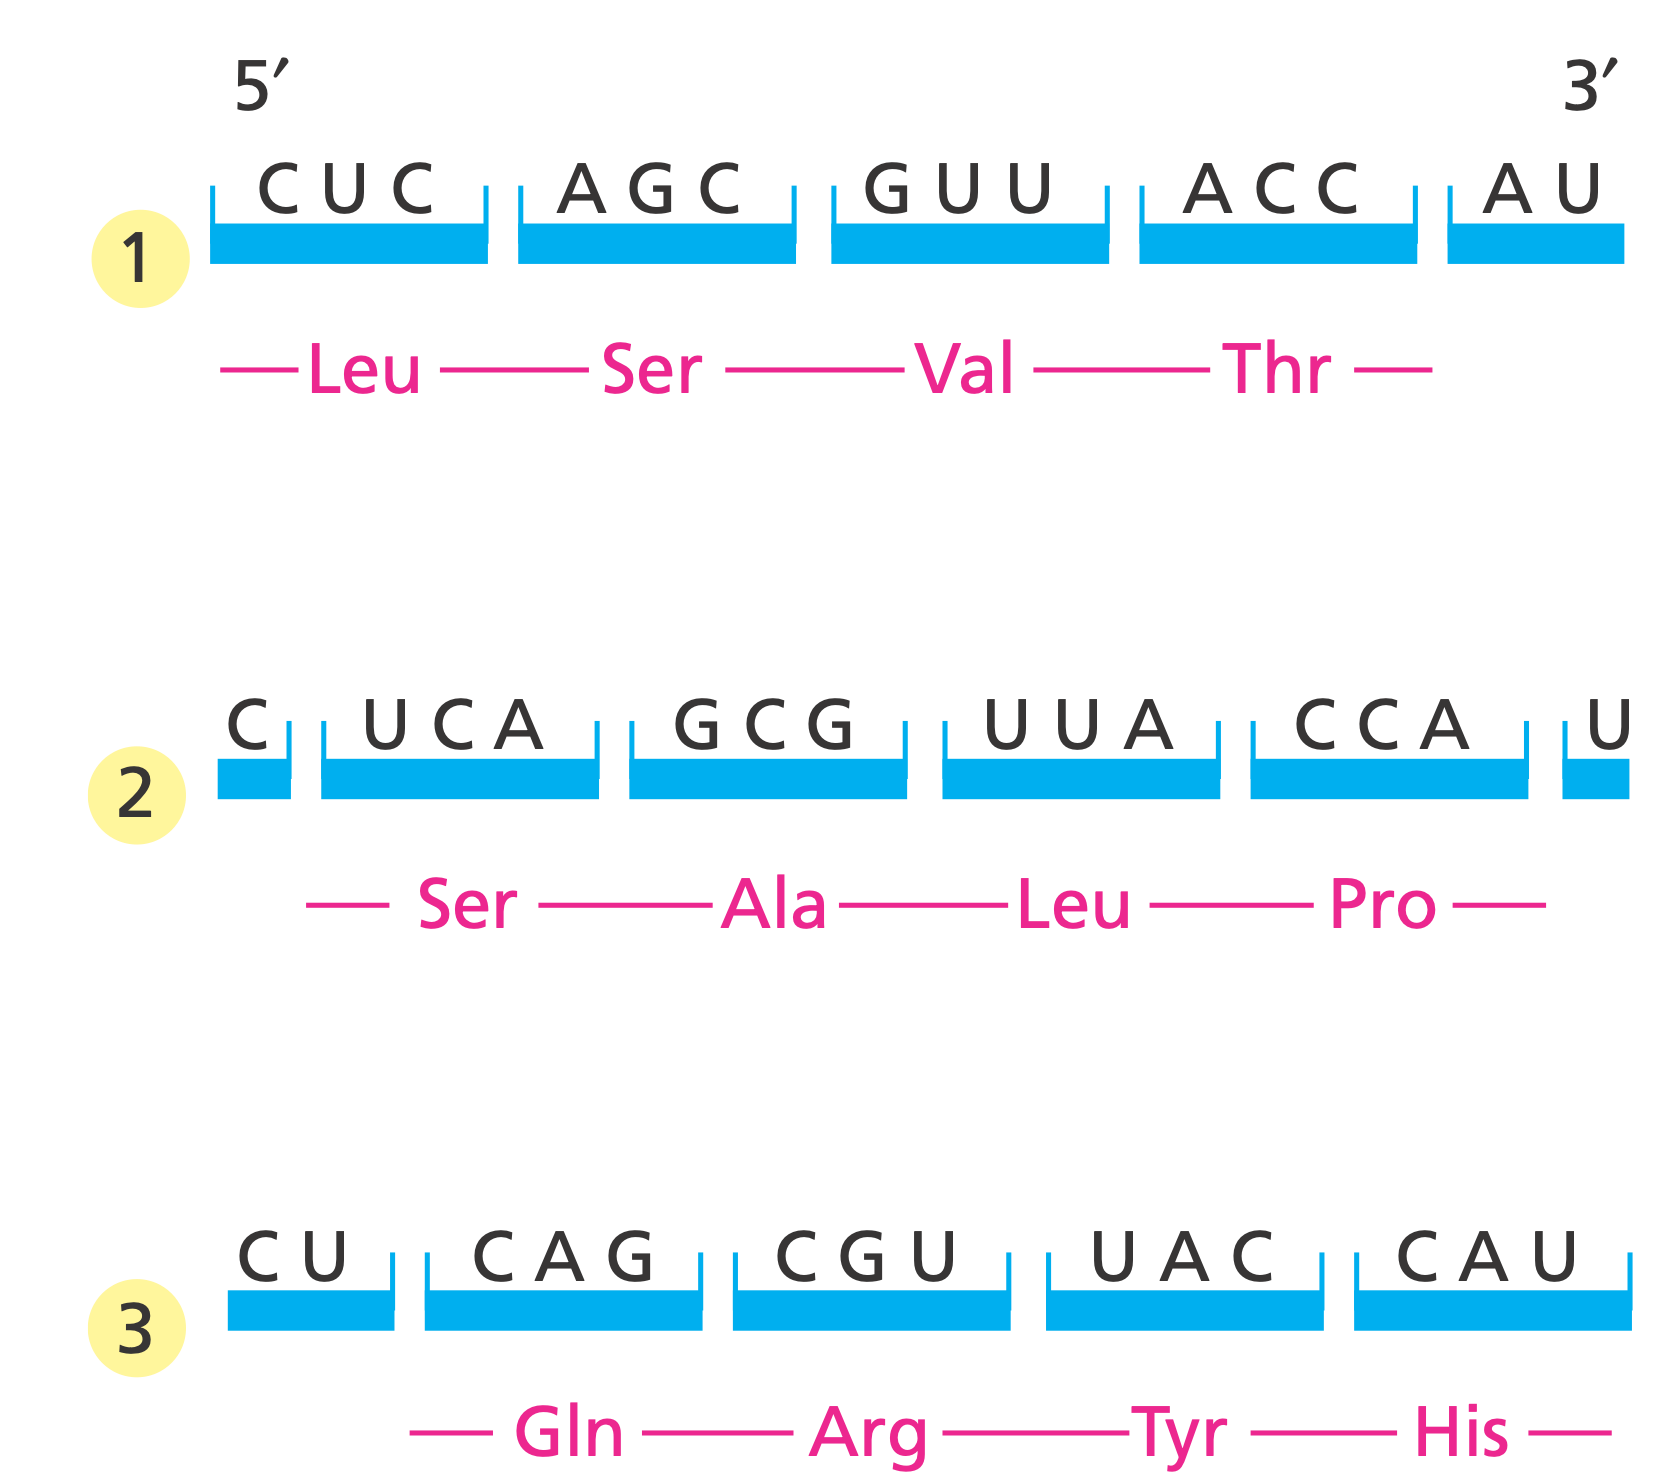 5′ 3′
C U C A G C G U U A C C A U
1
Leu Ser Val Thr
C U C A G C G U U A C C A U
2
Ser Ala Leu Pro
C U C A G C G U U A C C A U
3
Gln Arg Tyr His